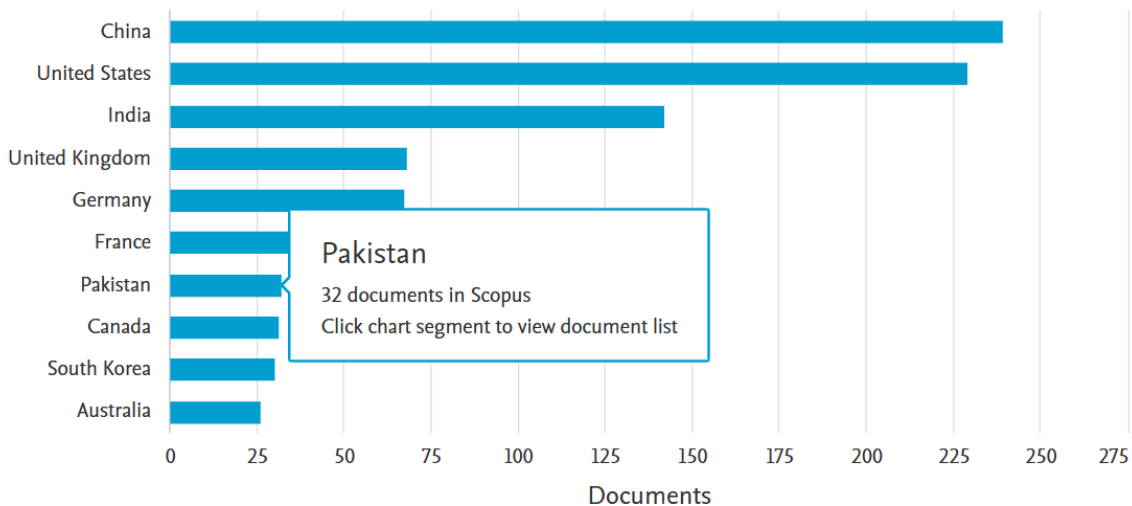 China
United States
India
United Kingdom
Germany
France
Pakistan
Pakistan
32 documents in Scopus
Click chart segment to view document list
Canada
South Korea
Australia
0 25 50 75 100 125 150 175 200 225 250 275
Documents